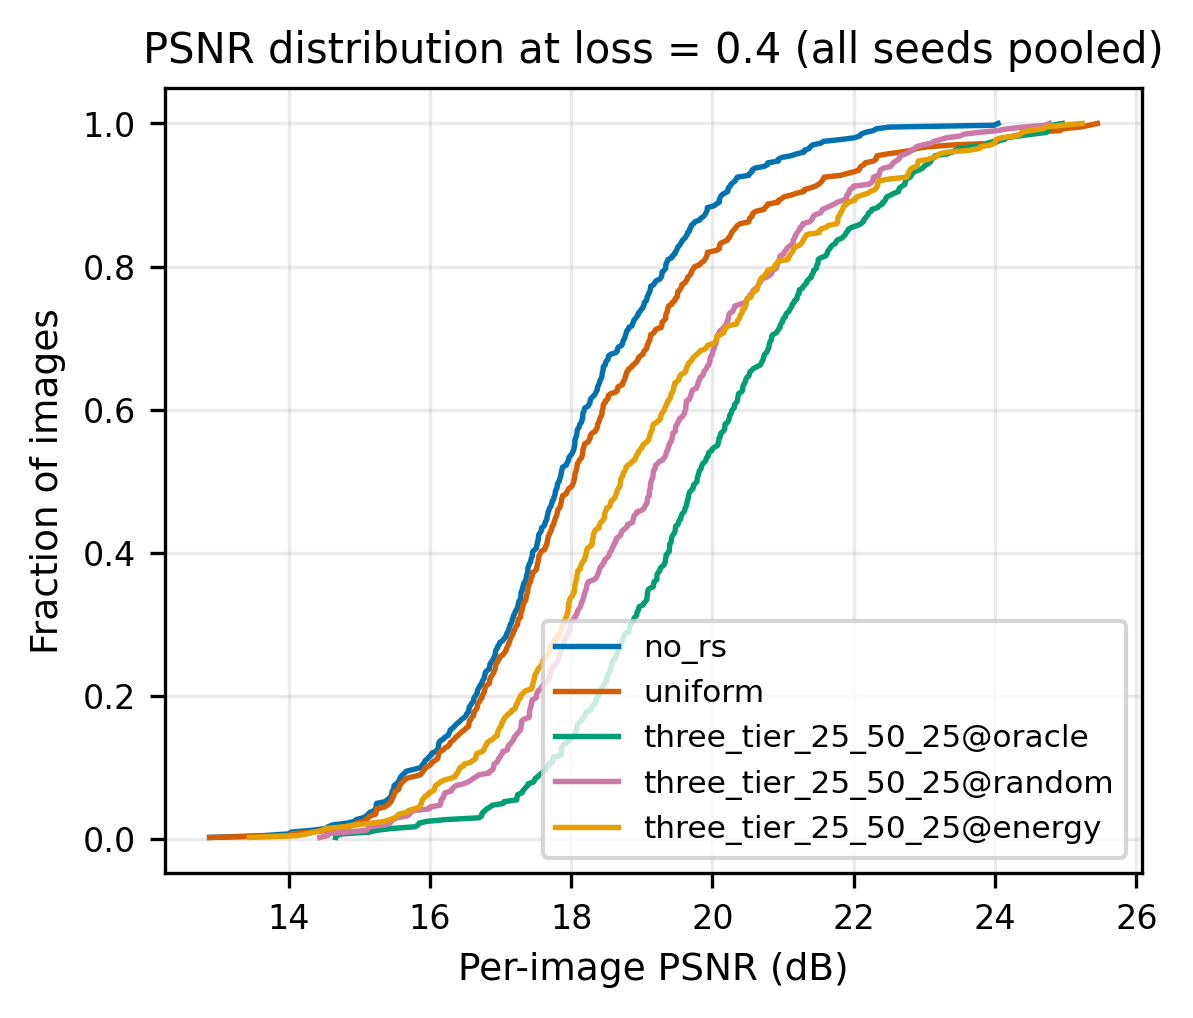 PSNR distribution at loss = 0.4 (all seeds pooled)
Fraction of images
1.0
0.8
0.6
0.4
0.2
0.0
no_rs
uniform
three_tier_25_50_25@oracle
three_tier_25_50_25@random
three_tier_25_50_25@energy
14 16 18 20 22 24 26
Per-image PSNR (dB)